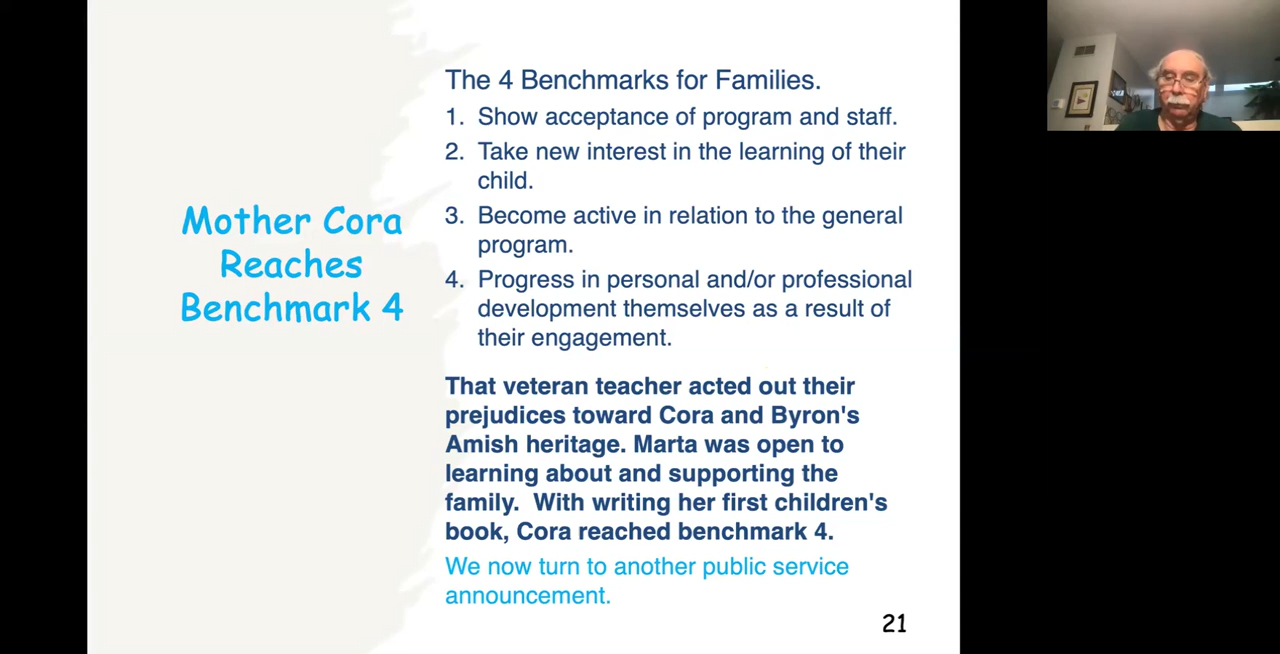 Mother Cora
Reaches
Benchmark 4
The 4 Benchmarks for Families.
1. Show acceptance of program and staff.
2. Take new interest in the learning of their
child.
3. Become active in relation to the general
program.
4. Progress in personal and/or professional
development themselves as a result of
their engagement.
That veteran teacher acted out their
prejudices toward Cora and Byron's
Amish heritage. Marta was open to
learning about and supporting the
family.  With writing her first children's
book, Cora reached benchmark 4.
We now turn to another public service
announcement.
21